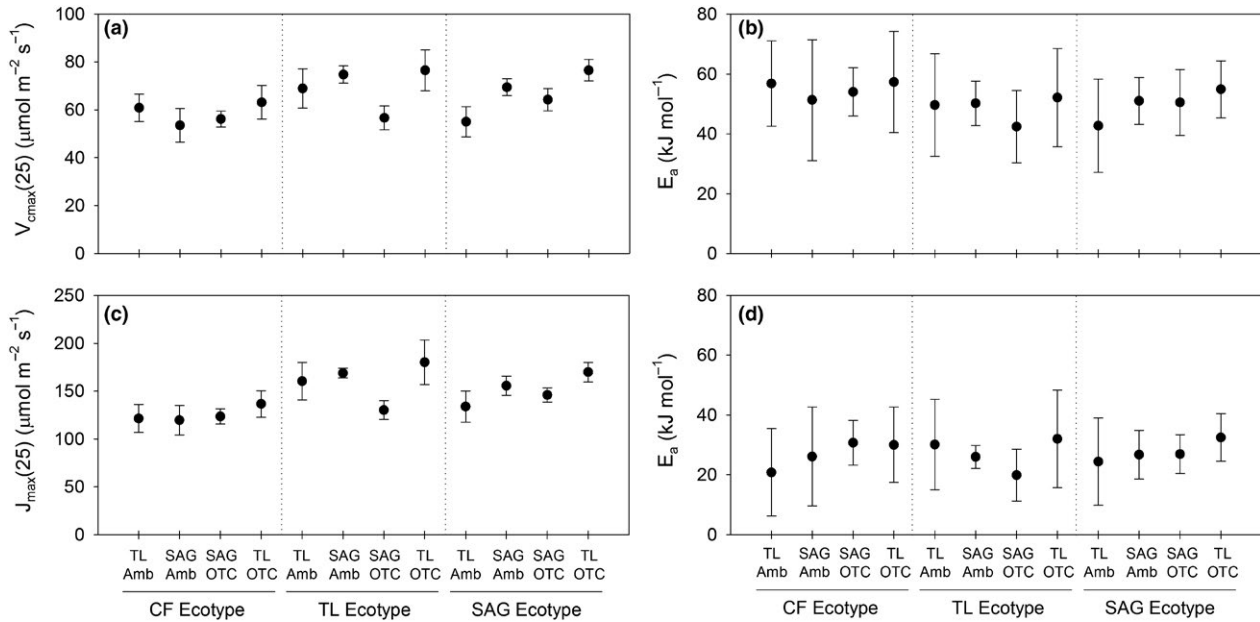 (a)
100
80
60
40
20
0
V_cmax(25) (µmol m⁻² s⁻¹)
(b)
80
60
40
20
0
E_a (kJ mol⁻¹)
(c)
250
200
150
100
50
0
J_max(25) (µmol m⁻² s⁻¹)
(d)
80
60
40
20
0
E_a (kJ mol⁻¹)
TL SAG SAG TL TL SAG SAG TL TL SAG SAG TL
Amb Amb OTC OTC Amb Amb OTC OTC Amb Amb OTC OTC
CF Ecotype TL Ecotype SAG Ecotype
TL SAG SAG TL TL SAG SAG TL TL SAG SAG TL
Amb Amb OTC OTC Amb Amb OTC OTC Amb Amb OTC OTC
CF Ecotype TL Ecotype SAG Ecotype